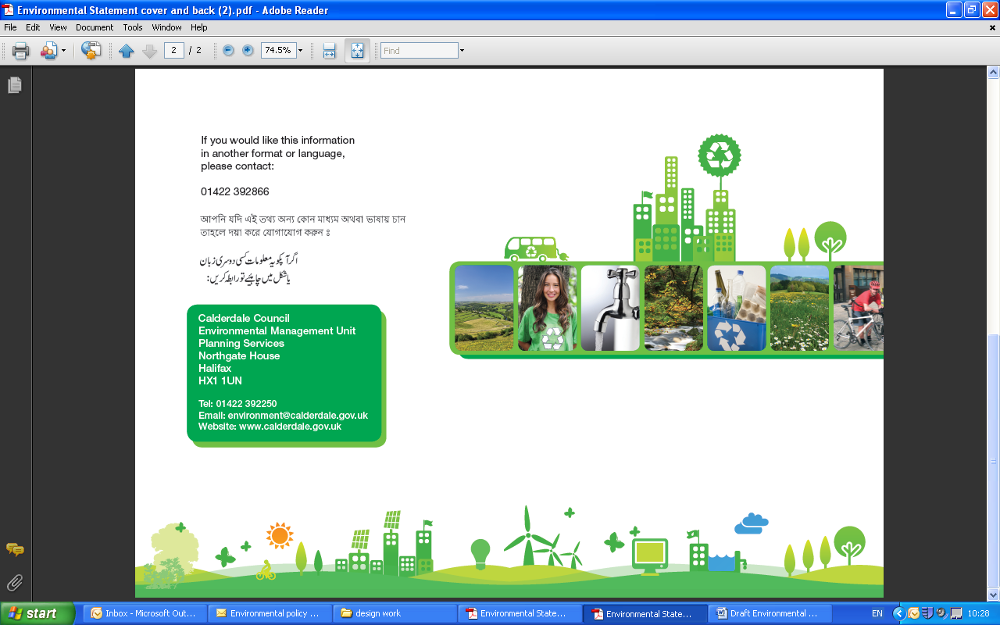 Environmental Statement cover and back (2).pdf - Adobe Reader
File Edit View Document Tools Window Help
2 / 2 74.5% Find
If you would like this information
in another format or language,
please contact:
01422 392866
আপনি যদি এই তথ্য অন্য কোন মাধ্যম অথবা ভাষায় চান
তাহলে দয়া করে যোগাযোগ করুন ঃ
اگر آپکو یہ معلومات کسی دوسری زبان
یا شکل میں چاہیئے تو رابطہ کریں:
Calderdale Council
Environmental Management Unit
Planning Services
Northgate House
Halifax
HX1 1UN
Tel: 01422 392250
Email: environment@calderdale.gov.uk
Website: www.calderdale.gov.uk
start Inbox - Microsoft Out... Environmental policy ... design work Environmental State... Environmental State... Draft Environmental ... EN 10:28